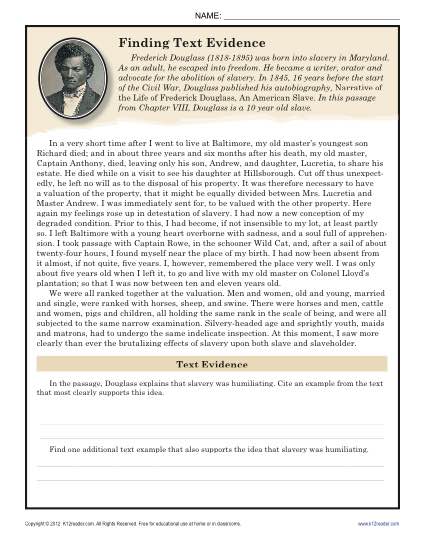 NAME:
Finding Text Evidence
Frederick Douglass (1818-1895) was born into slavery in Maryland.
As an adult, he escaped into freedom. He became a writer, orator and
advocate for the abolition of slavery. In 1845, 16 years before the start
of the Civil War, Douglass published his autobiography, Narrative of
the Life of Frederick Douglass, An American Slave. In this passage
from Chapter VIII, Douglass is a 10 year old slave.
In a very short time after I went to live at Baltimore, my old master's youngest son
Richard died; and in about three years and six months after his death, my old master,
Captain Anthony, died, leaving only his son, Andrew, and daughter, Lucretia, to share his
estate. He died while on a visit to see his daughter at Hillsborough. Cut off thus unexpect-
edly, he left no will as to the disposal of his property. It was therefore necessary to have
a valuation of the property, that it might be equally divided between Mrs. Lucretia and
Master Andrew. I was immediately sent for, to be valued with the other property. Here
again my feelings rose up in detestation of slavery. I had now a new conception of my
degraded condition. Prior to this, I had become, if not insensible to my lot, at least partly
so. I left Baltimore with a young heart overborne with sadness, and a soul full of apprehen-
sion. I took passage with Captain Rowe, in the schooner Wild Cat, and, after a sail of about
twenty-four hours, I found myself near the place of my birth. I had now been absent from
it almost, if not quite, five years. I, however, remembered the place very well. I was only
about five years old when I left it, to go and live with my old master on Colonel Lloyd's
plantation; so that I was now between ten and eleven years old.
We were all ranked together at the valuation. Men and women, old and young, married
and single, were ranked with horses, sheep, and swine. There were horses and men, cattle
and women, pigs and children, all holding the same rank in the scale of being, and were all
subjected to the same narrow examination. Silvery-headed age and sprightly youth, maids
and matrons, had to undergo the same indelicate inspection. At this moment, I saw more
clearly than ever the brutalizing effects of slavery upon both slave and slaveholder.
Text Evidence
In the passage, Douglass explains that slavery was humiliating. Cite an example from the text
that most clearly supports this idea.
Find one additional text example that also supports the idea that slavery was humiliating.
Copyright © 2012 K12reader.com. All Rights Reserved. Free for educational use at home or in classrooms.
www.k12reader.com